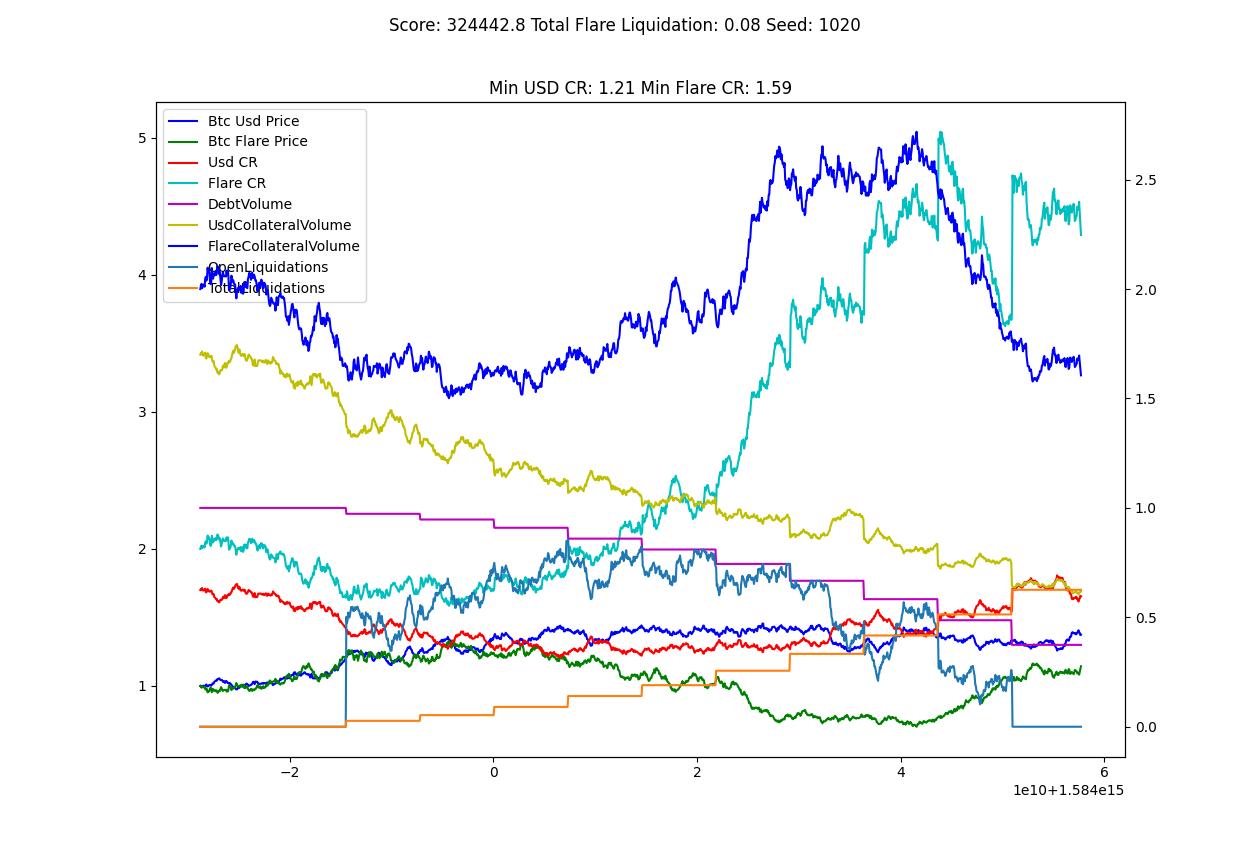 Score: 324442.8 Total Flare Liquidation: 0.08 Seed: 1020
Min USD CR: 1.21 Min Flare CR: 1.59
Btc Usd Price
Btc Flare Price
Usd CR
Flare CR
DebtVolume
UsdCollateralVolume
FlareCollateralVolume
OpenLiquidations
TotalLiquidations
5
4
3
2
1
2.5
2.0
1.5
1.0
0.5
0.0
−2 0 2 4 6
1e10+1.584e15